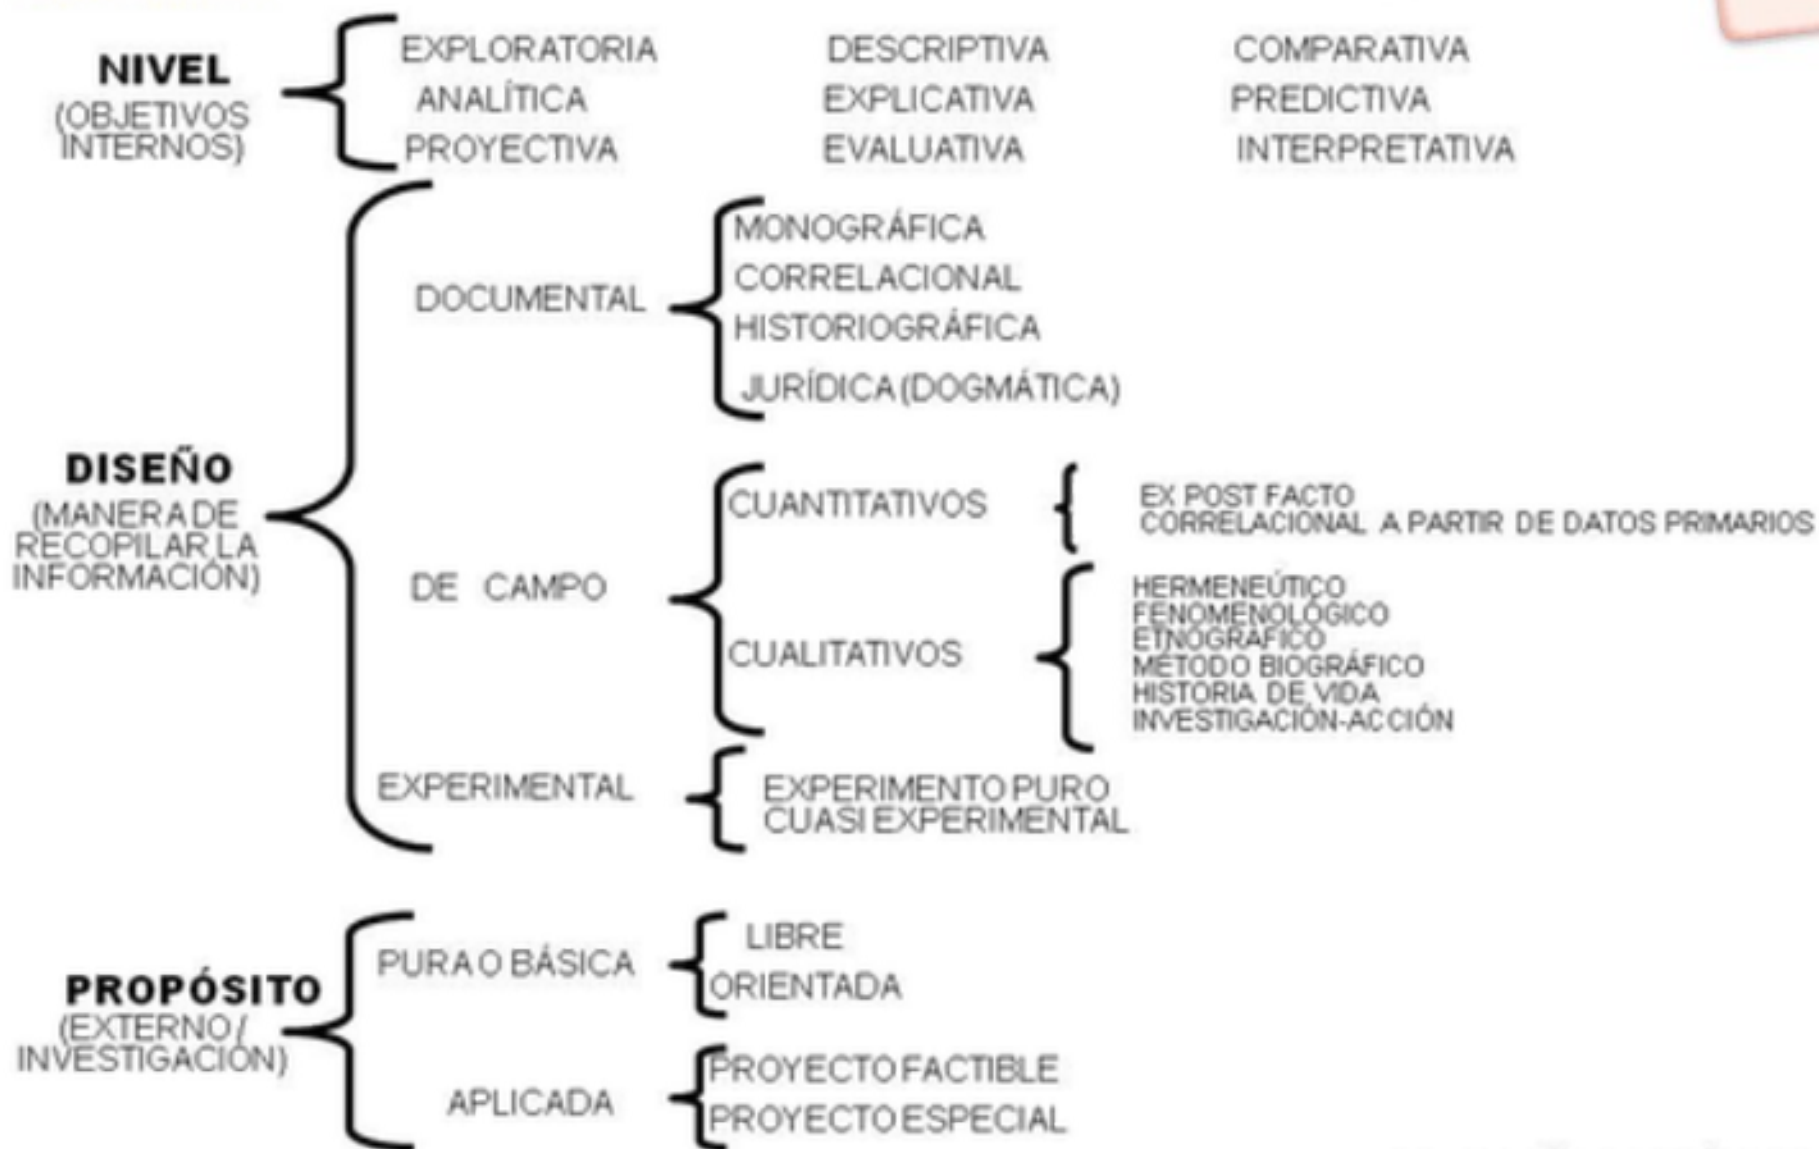 NIVEL
(OBJETIVOS
INTERNOS)
EXPLORATORIA DESCRIPTIVA COMPARATIVA
ANALÍTICA EXPLICATIVA PREDICTIVA
PROYECTIVA EVALUATIVA INTERPRETATIVA
DISEÑO
(MANERA DE
RECOPILAR LA
INFORMACIÓN)
DOCUMENTAL
MONOGRÁFICA
CORRELACIONAL
HISTORIOGRÁFICA
JURÍDICA (DOGMÁTICA)
DE CAMPO
CUANTITATIVOS
EX POST FACTO
CORRELACIONAL A PARTIR DE DATOS PRIMARIOS
CUALITATIVOS
HERMENEÚTICO
FENOMENOLÓGICO
ETNOGRÁFICO
MÉTODO BIOGRÁFICO
HISTORIA DE VIDA
INVESTIGACIÓN-ACCIÓN
EXPERIMENTAL
EXPERIMENTO PURO
CUASI EXPERIMENTAL
PROPÓSITO
(EXTERNO/
INVESTIGACIÓN)
PURA O BÁSICA
LIBRE
ORIENTADA
APLICADA
PROYECTO FACTIBLE
PROYECTO ESPECIAL